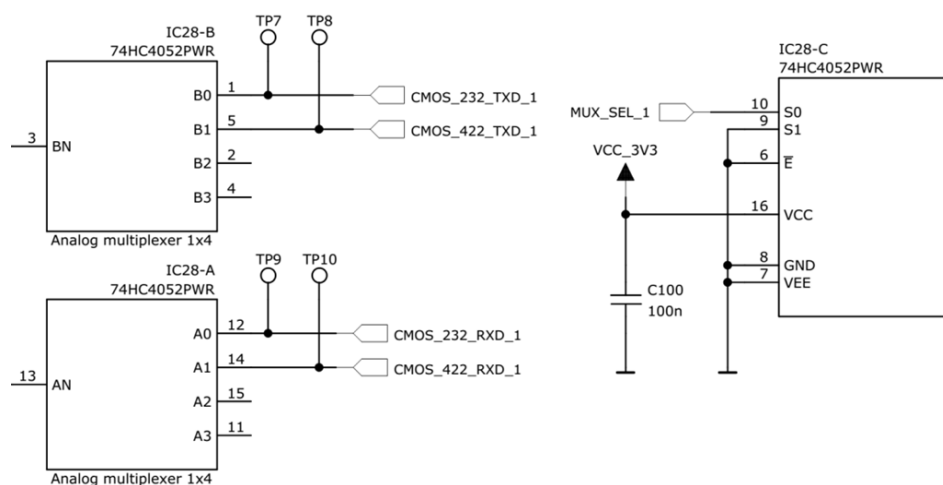 TP7
TP8
IC28-B
74HC4052PWR
B0
1
CMOS_232_TXD_1
B1
5
CMOS_422_TXD_1
3
BN
B2
2
B3
4
Analog multiplexer 1x4
TP9
TP10
IC28-A
74HC4052PWR
A0
12
CMOS_232_RXD_1
A1
14
CMOS_422_RXD_1
13
AN
A2
15
A3
11
Analog multiplexer 1x4
IC28-C
74HC4052PWR
MUX_SEL_1
10
S0
9
S1
VCC_3V3
6
E
16
VCC
8
GND
7
VEE
C100
100n